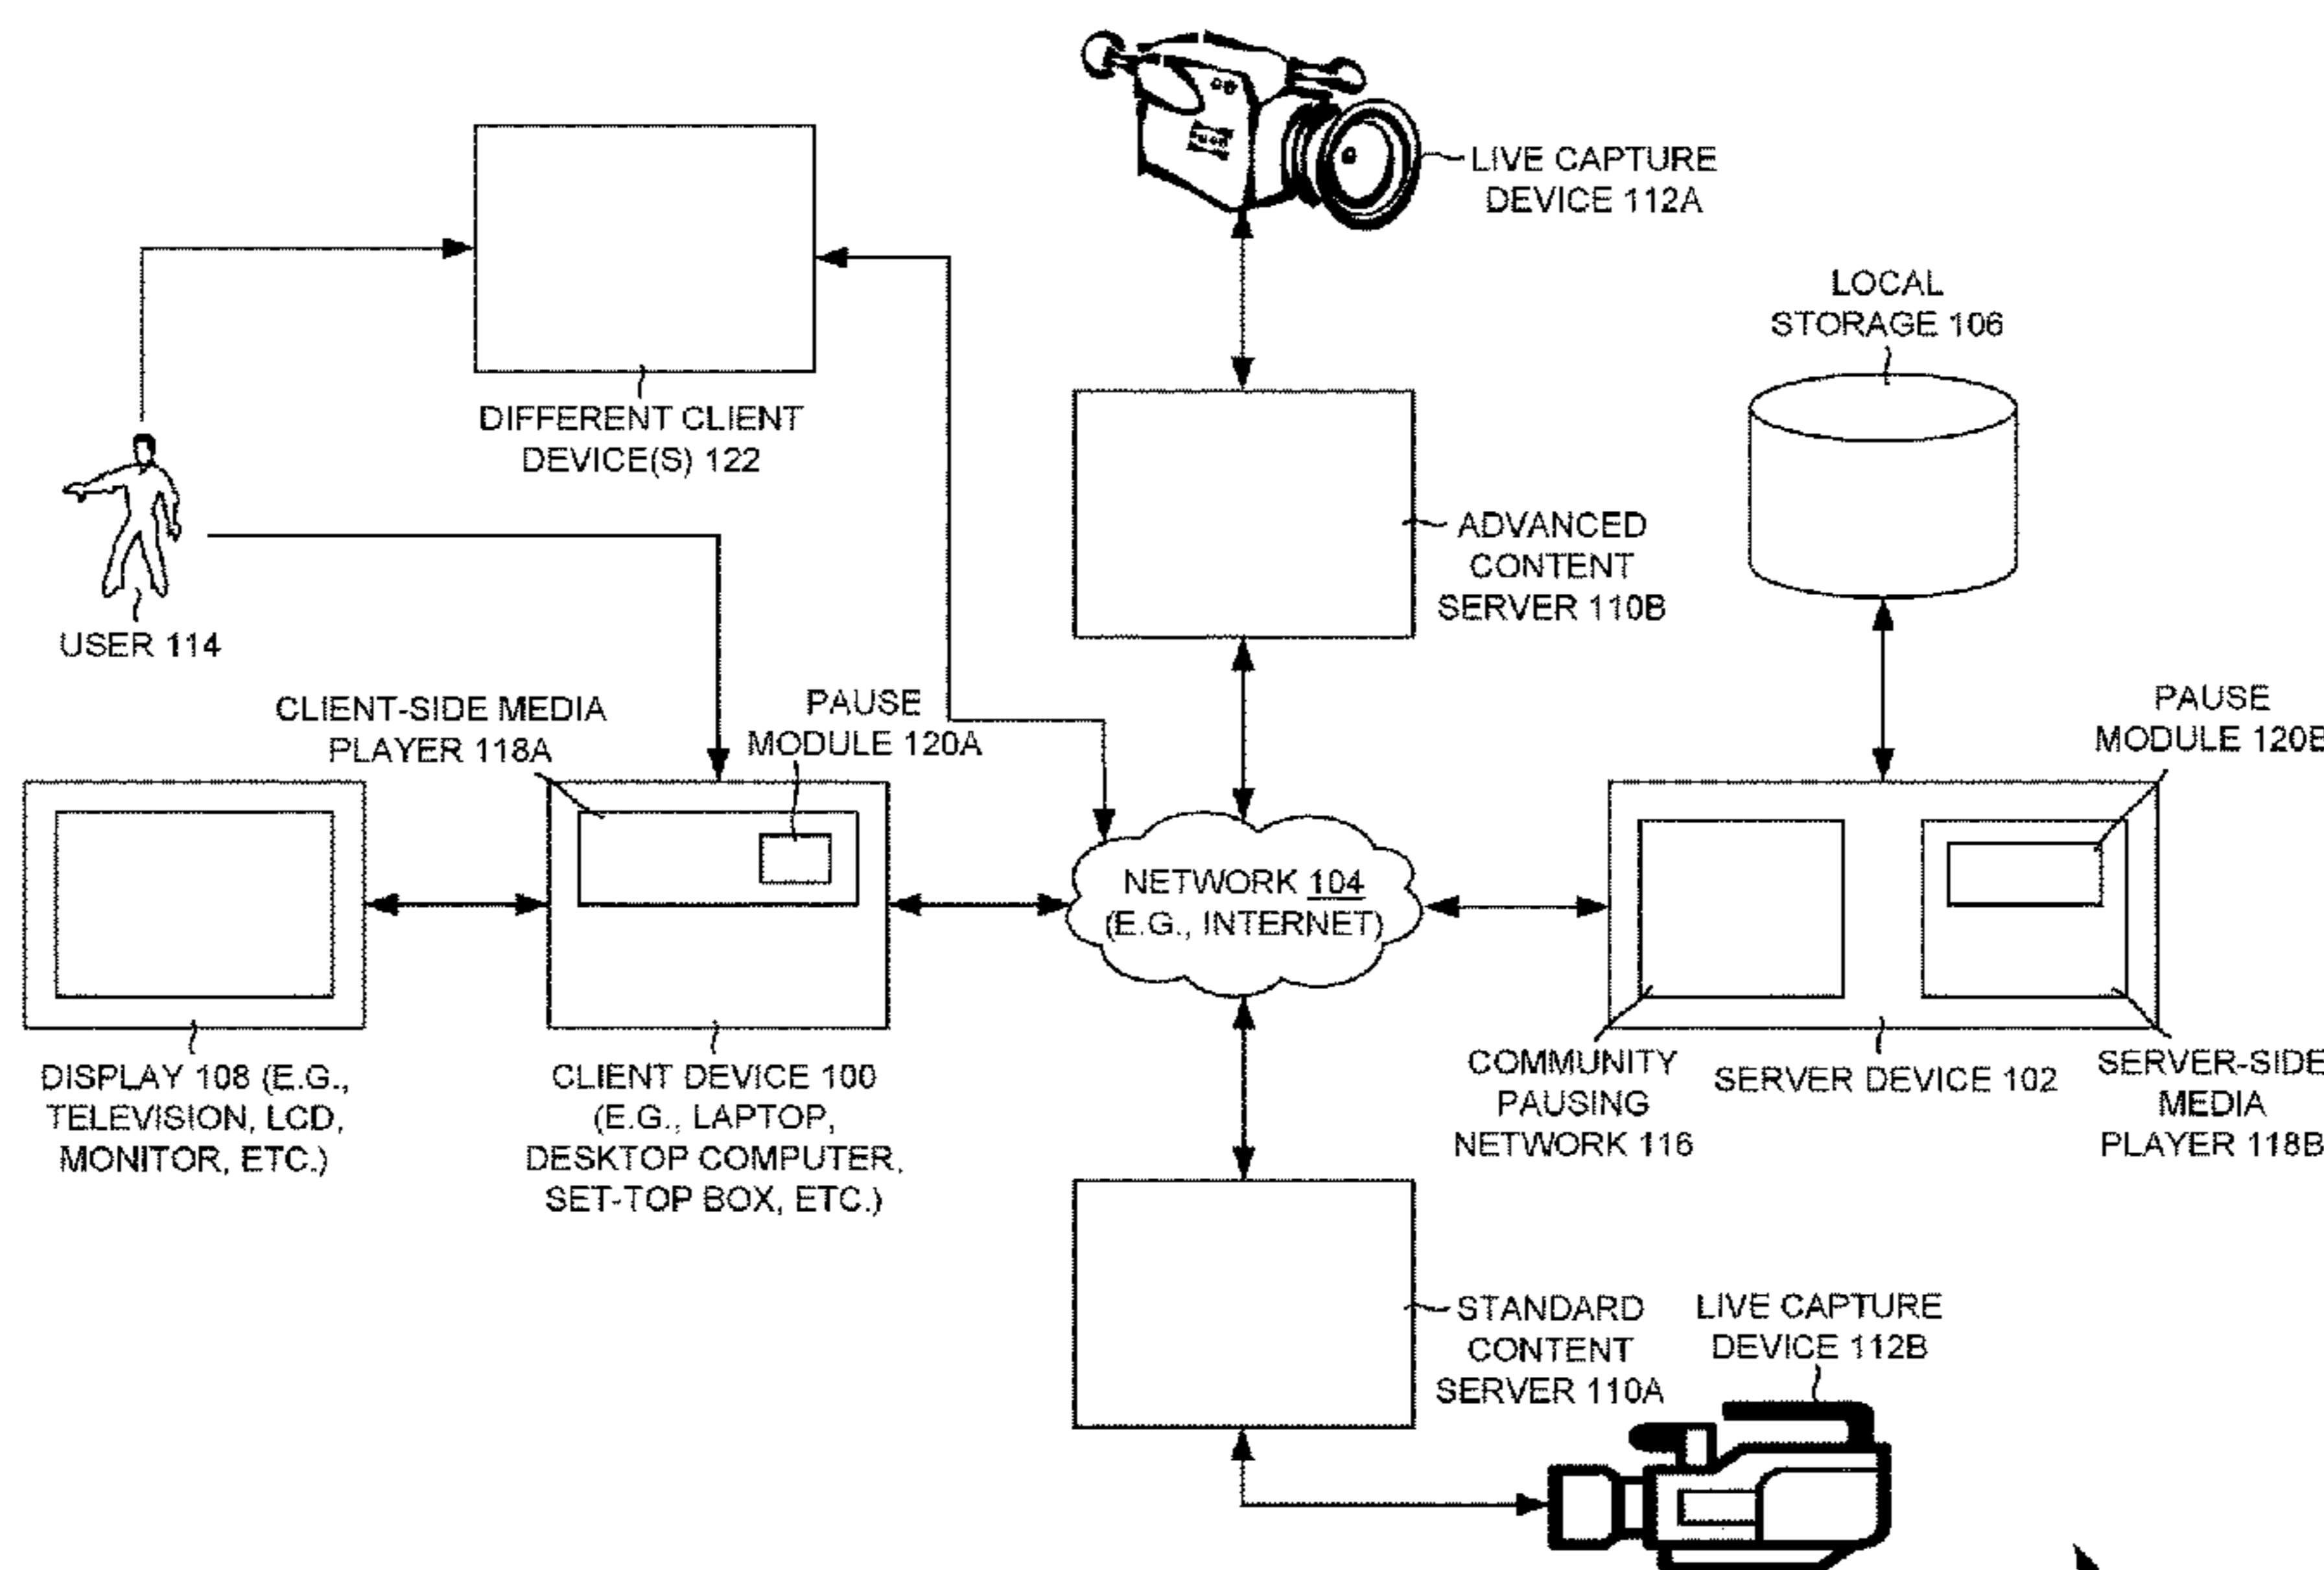 LIVE CAPTURE
DEVICE 112A
LOCAL
STORAGE 106
DIFFERENT CLIENT
DEVICE(S) 122
ADVANCED
CONTENT
SERVER 110B
USER 114
CLIENT-SIDE MEDIA
PLAYER 118A
PAUSE
MODULE 120A
PAUSE
MODULE 120B
NETWORK 104
(E.G., INTERNET)
DISPLAY 108 (E.G.,
TELEVISION, LCD,
MONITOR, ETC.)
CLIENT DEVICE 100
(E.G., LAPTOP,
DESKTOP COMPUTER,
SET-TOP BOX, ETC.)
COMMUNITY
PAUSING
NETWORK 116
SERVER DEVICE 102
SERVER-SIDE
MEDIA
PLAYER 118B
STANDARD
CONTENT
SERVER 110A
LIVE CAPTURE
DEVICE 112B